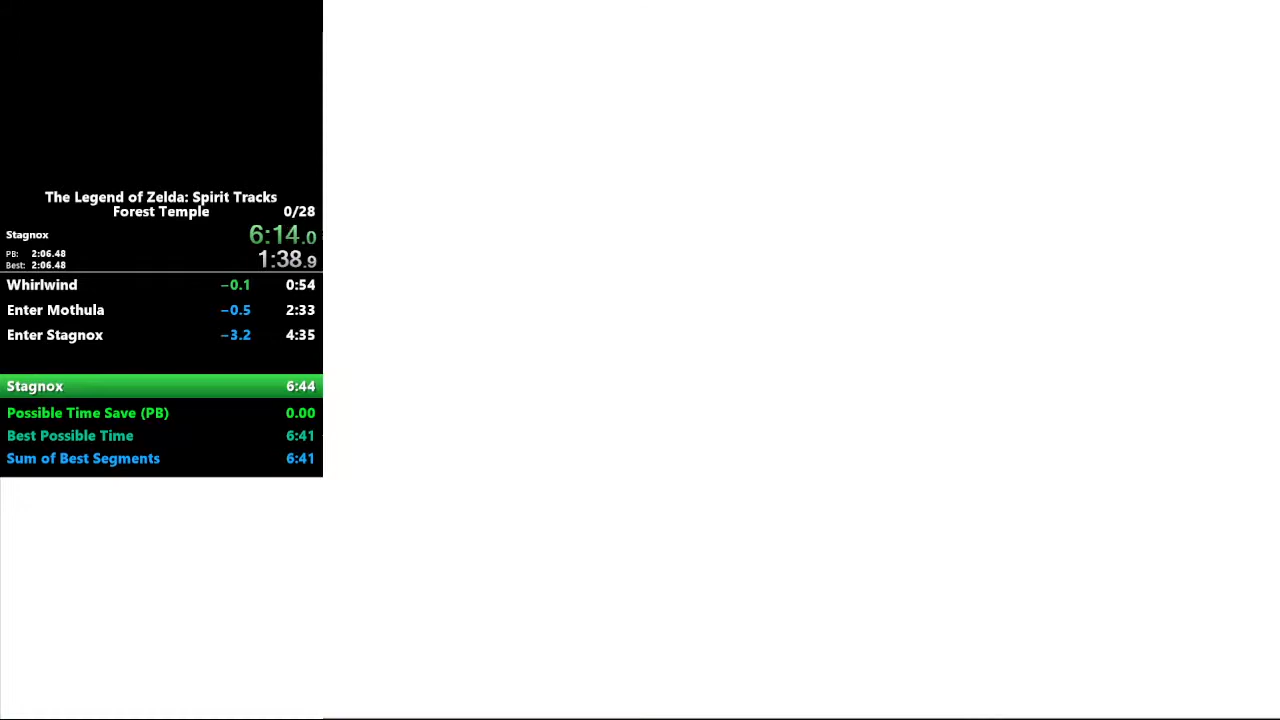 The Legend of Zelda: Spirit Tracks
Forest Temple 0/28
Stagnox 6:14.0
PB: 2:06.48
Best: 2:06.48 1:38.9
Whirlwind −0.1 0:54
Enter Mothula −0.5 2:33
Enter Stagnox −3.2 4:35
Stagnox 6:44
Possible Time Save (PB) 0.00
Best Possible Time 6:41
Sum of Best Segments 6:41